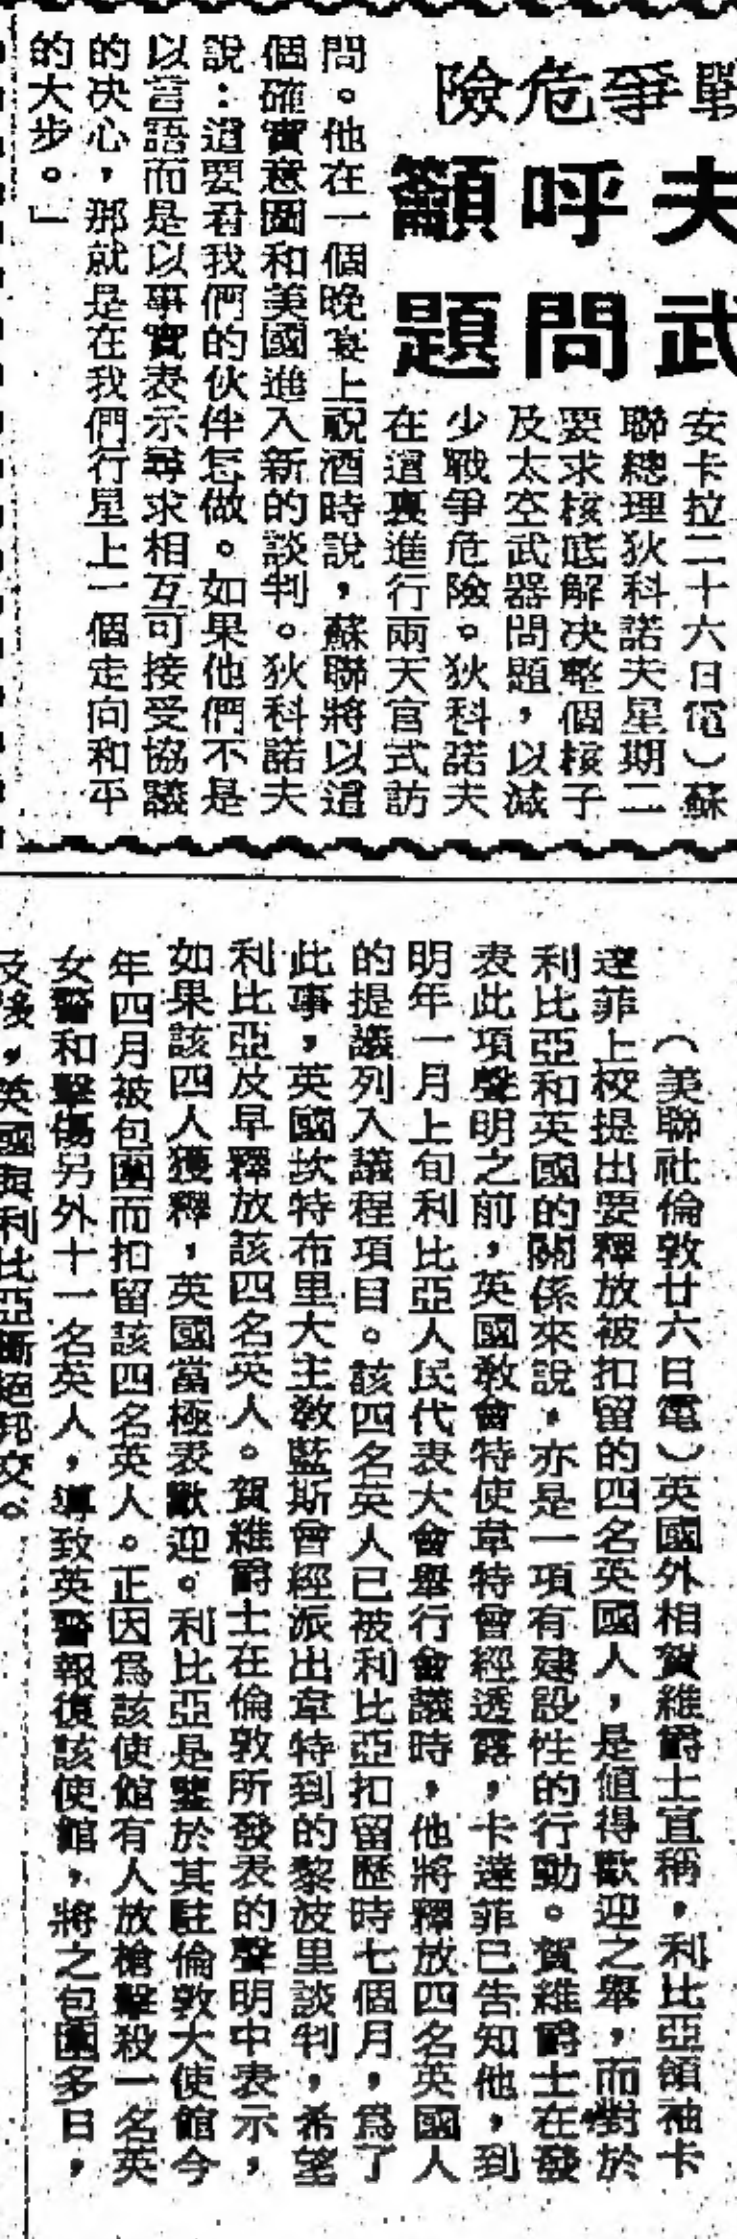 險危爭戰
籲呼夫
題問武
安卡拉二十六日電）蘇
聯總理狄科諾夫星期二
要求核底解决整個核子
及太空武器問題，以減
少戰爭危險。狄科諾夫
在這裏進行兩天官式訪
問。他在一個晚宴上祝酒時說，蘇聯將以這
個確實意圖和美國進入新的談判。狄科諾夫
說：這要看我們的伙伴怎做。如果他們不是
以言語而是以事實表示尋求相互可接受協議
的决心，那就是在我們行星上一個走向和平
的大步。」
（美聯社倫敦廿六日電）英國外相賀維爵士宣稱，利比亞領袖卡
達菲上校提出要釋放被扣留的四名英國人，是值得歡迎之舉，而對於
利比亞和英國的關係來說，亦是一項有建設性的行動。賀維爵士在發
表此項聲明之前，英國教會特使韋特曾經透露，卡達菲已告知他，到
明年一月上旬利比亞人民代表大會舉行會議時，他將釋放四名英國人
的提議列入議程項目。該四名英人已被利比亞扣留歷時七個月，爲了
此事，英國坎特布里大主教藍斯曾經派出韋特到的黎波里談判，希望
利比亞及早釋放該四名英人。賀維爵士在倫敦所發表的聲明中表示，
如果該四人獲釋，英國當極表歡迎。利比亞是鑒於其駐倫敦大使館今
年四月被包圍而扣留該四名英人。正因爲該使館有人放槍擊殺一名英
女警和擊傷另外十一名英人，導致英警報復該使館，將之包圍多日，
及後，英國與利比亞斷絕邦交。